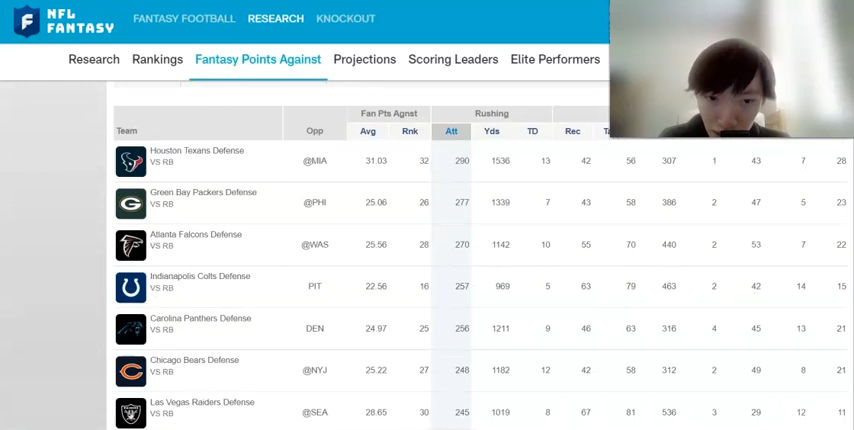 NFL FANTASY FANTASY FOOTBALL RESEARCH KNOCKOUT
Research Rankings Fantasy Points Against Projections Scoring Leaders Elite Performers
Fan Pts Agnst Rushing
Team Opp Avg Rnk Att Yds TD Rec
Houston Texans Defense
VS RB @MIA 31.03 32 290 1536 13 42 56 307 1 43 7 28
Green Bay Packers Defense
VS RB @PHI 25.06 26 277 1339 7 43 58 386 2 47 5 23
Atlanta Falcons Defense
VS RB @WAS 25.56 28 270 1142 10 55 70 440 2 53 7 22
Indianapolis Colts Defense
VS RB PIT 22.56 16 257 969 5 63 79 463 2 42 14 15
Carolina Panthers Defense
VS RB DEN 24.97 25 256 1211 9 46 63 316 4 45 13 21
Chicago Bears Defense
VS RB @NYJ 25.22 27 248 1182 12 42 58 312 2 49 8 21
Las Vegas Raiders Defense
VS RB @SEA 28.65 30 245 1019 8 67 81 536 3 29 12 11